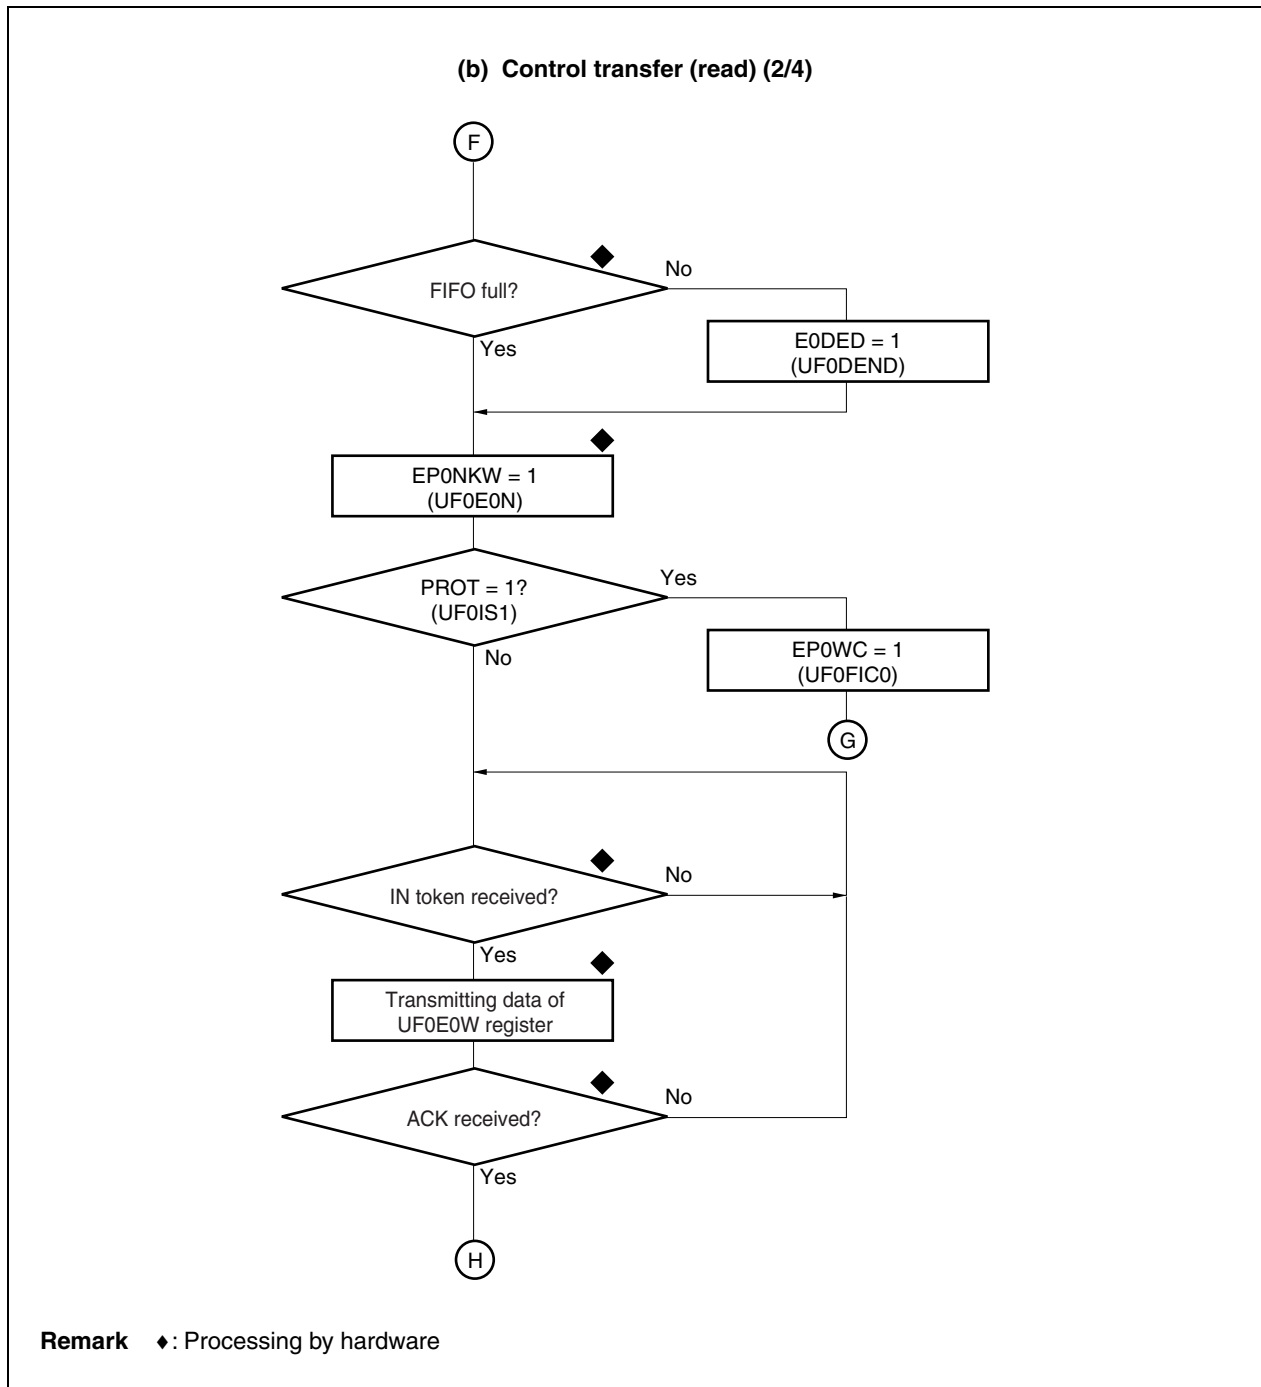 (b) Control transfer (read) (2/4)
F
FIFO full?
No
E0DED = 1
(UF0DEND)
Yes
EP0NKW = 1
(UF0E0N)
PROT = 1?
(UF0IS1)
Yes
EP0WC = 1
(UF0FIC0)
No
G
IN token received?
No
Yes
Transmitting data of
UF0E0W register
ACK received?
No
Yes
H
Remark ♦: Processing by hardware